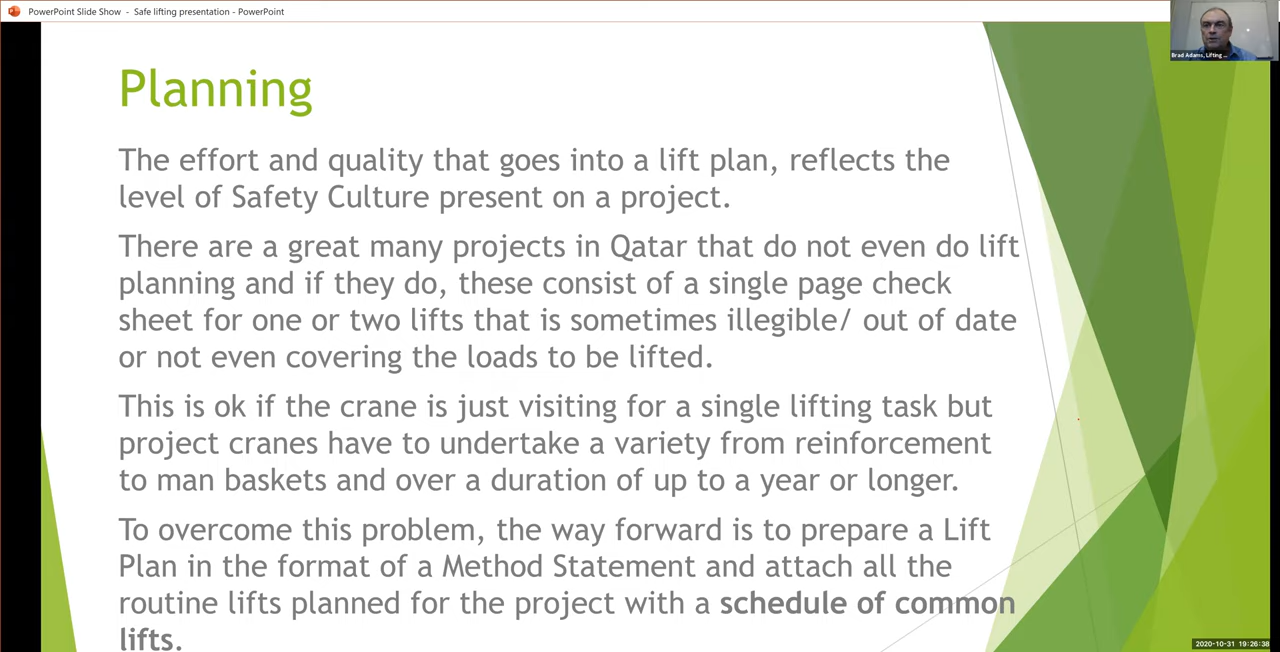 PowerPoint Slide Show - Safe lifting presentation - PowerPoint
Brad Adams, Lifting ...
Planning
The effort and quality that goes into a lift plan, reflects the
level of Safety Culture present on a project.
There are a great many projects in Qatar that do not even do lift
planning and if they do, these consist of a single page check
sheet for one or two lifts that is sometimes illegible/ out of date
or not even covering the loads to be lifted.
This is ok if the crane is just visiting for a single lifting task but
project cranes have to undertake a variety from reinforcement
to man baskets and over a duration of up to a year or longer.
To overcome this problem, the way forward is to prepare a Lift
Plan in the format of a Method Statement and attach all the
routine lifts planned for the project with a schedule of common
lifts.
2020-10-31 19:26:38